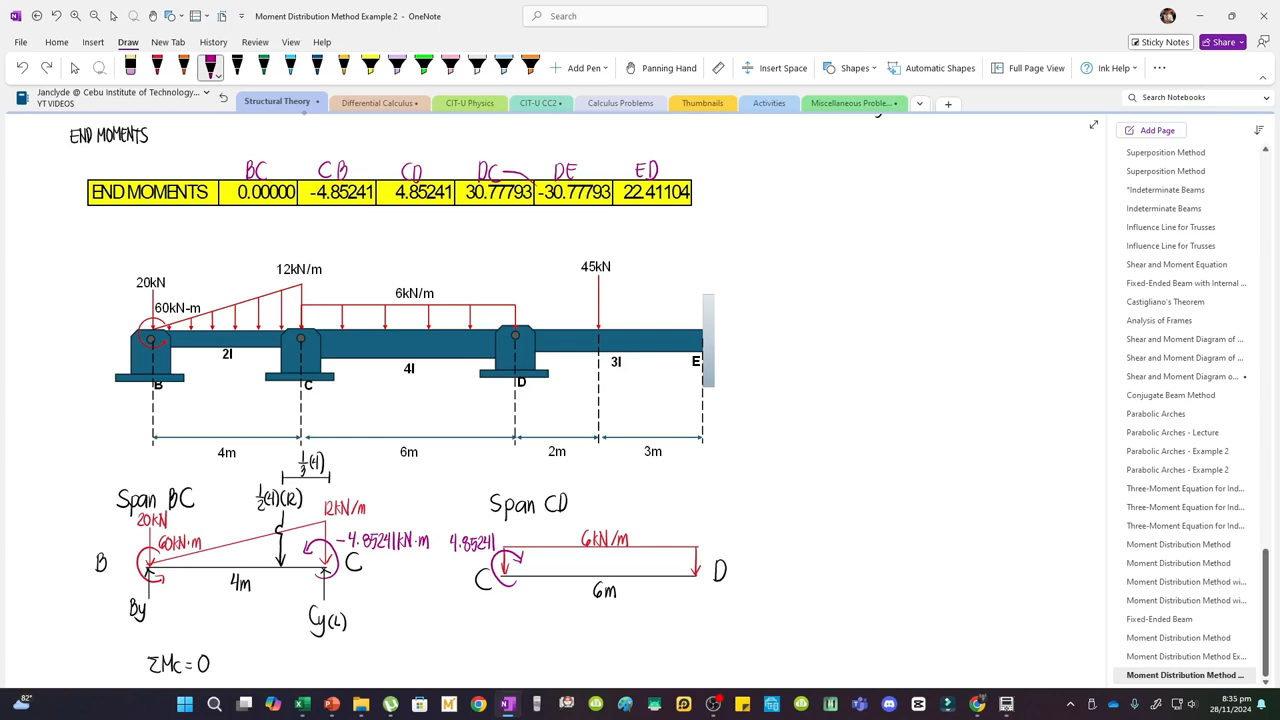 Moment Distribution Method Example 2 - OneNote
Search
File Home Insert Draw New Tab History Review View Help
Sticky Notes Share
Add Pen Panning Hand Insert Space Shapes Automatic Shapes Full Page View Ink Help
Janclyde @ Cebu Institute of Technology...
YT VIDEOS
Structural Theory Differential Calculus CIT-U Physics CIT-U CC2 Calculus Problems Thumbnails Activities Miscellaneous Proble...
Search Notebooks
Add Page
Superposition Method
Superposition Method
*Indeterminate Beams
Indeterminate Beams
Influence Line for Trusses
Influence Line for Trusses
Shear and Moment Equation
Fixed-Ended Beam with Internal ...
Castigliano's Theorem
Analysis of Frames
Shear and Moment Diagram of ...
Shear and Moment Diagram of ...
Shear and Moment Diagram o...
Conjugate Beam Method
Parabolic Arches
Parabolic Arches - Lecture
Parabolic Arches - Example 2
Parabolic Arches - Example 2
Three-Moment Equation for Ind...
Three-Moment Equation for Ind...
Three-Moment Equation for Ind...
Moment Distribution Method
Moment Distribution Method
Moment Distribution Method wi...
Moment Distribution Method wi...
Fixed-Ended Beam
Moment Distribution Method
Moment Distribution Method Ex...
Moment Distribution Method ...
END MOMENTS
BC CB CD DC DE ED
END MOMENTS 0.00000 -4.85241 4.85241 30.77793 -30.77793 22.41104
45kN
12kN/m
20kN
6kN/m
60kN-m
2I
4I
3I
B C D E
4m 6m 2m 3m
1/3(4)
Span BC
1/2(4)(12)
12kN/m
Span CD
20kN
60kN·m
-4.85241kN·m
4.85241
6kN/m
B C C D
4m
6m
By
Cy(L)
ΣMc = 0
82°
8:35 pm
28/11/2024